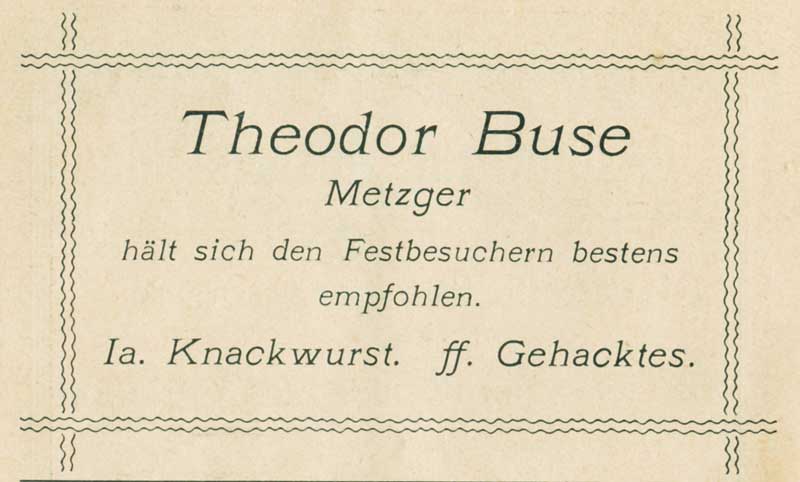 Theodor Buse
Metzger
hält sich den Festbesuchern bestens
empfohlen.
Ia. Knackwurst. ff. Gehacktes.